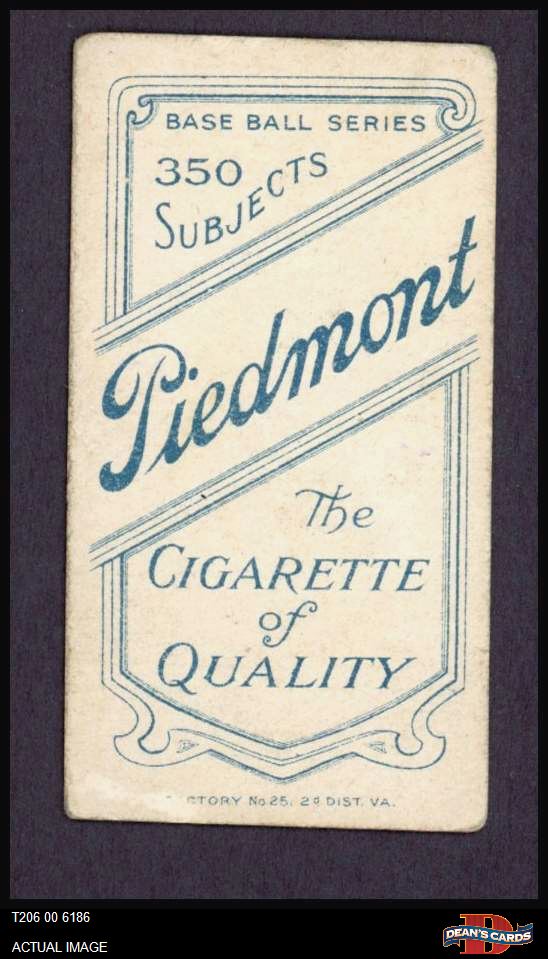 BASE BALL SERIES
350
SUBJECTS
Piedmont
The
CIGARETTE
of
QUALITY
CTORY No 25, 2d DIST. VA.
T206 00 6186
ACTUAL IMAGE
DEAN'S CARDS